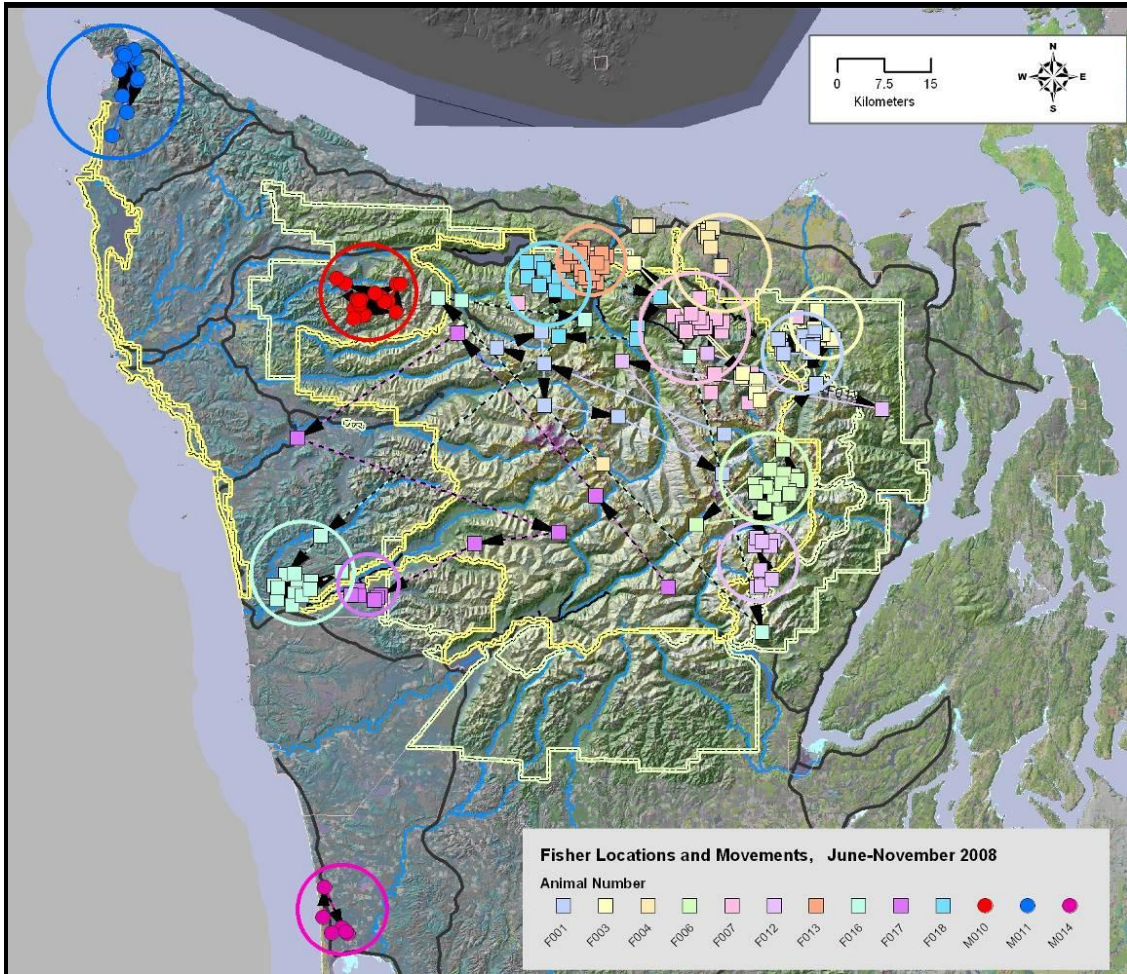 N
W E
S
0 7.5 15
Kilometers
Fisher Locations and Movements, June-November 2008
Animal Number
F001 F003 F004 F006 F007 F012 F013 F016 F017 F018 M010 M011 M014